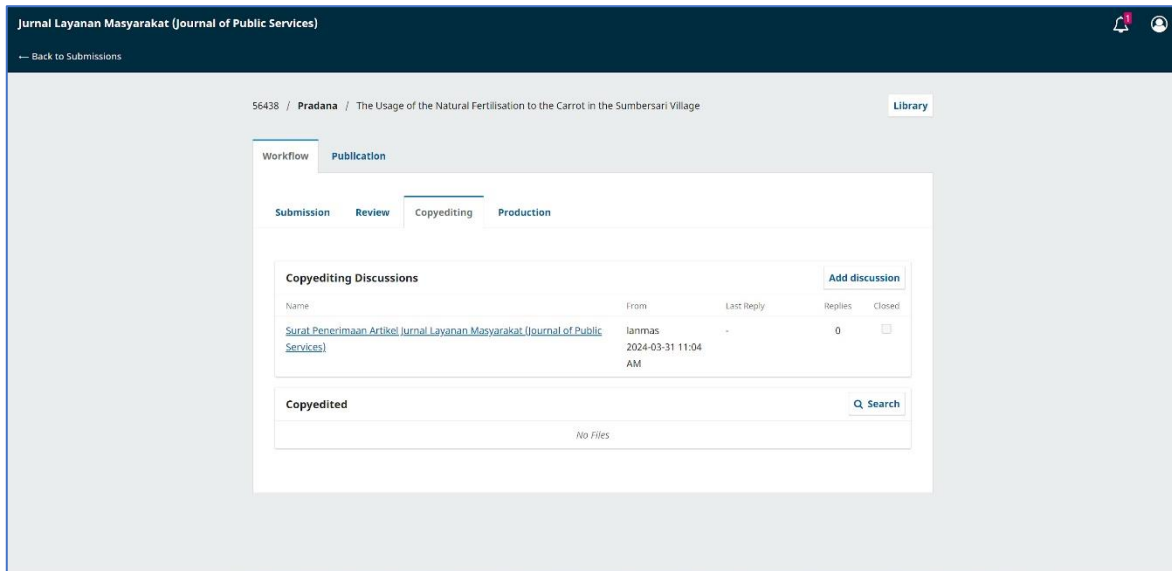 Jurnal Layanan Masyarakat (Journal of Public Services)
1
← Back to Submissions
56438 / Pradana / The Usage of the Natural Fertilisation to the Carrot in the Sumbersari Village
Library
Workflow Publication
Submission Review Copyediting Production
Copyediting Discussions Add discussion
Name From Last Reply Replies Closed
Surat Penerimaan Artikel Jurnal Layanan Masyarakat (Journal of Public lanmas - 0
Services) 2024-03-31 11:04
AM
Copyedited Search
No Files